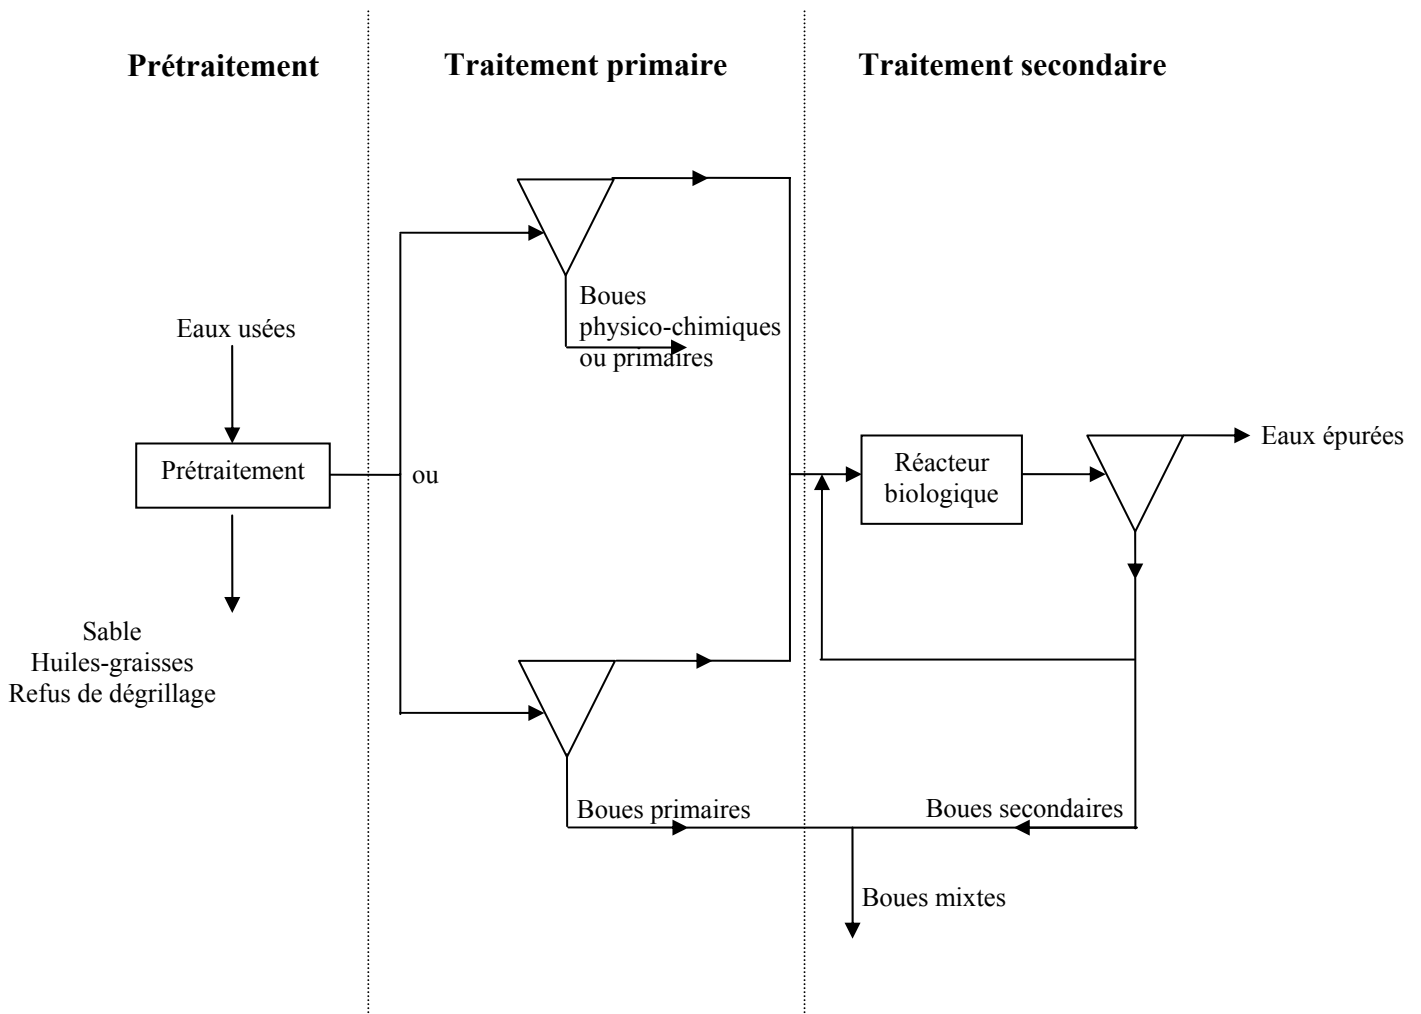 Prétraitement
Traitement primaire
Traitement secondaire
Boues
physico-chimiques
ou primaires
Eaux usées
Prétraitement
ou
Réacteur
biologique
Eaux épurées
Sable
Huiles-graisses
Refus de dégrillage
Boues primaires
Boues secondaires
Boues mixtes